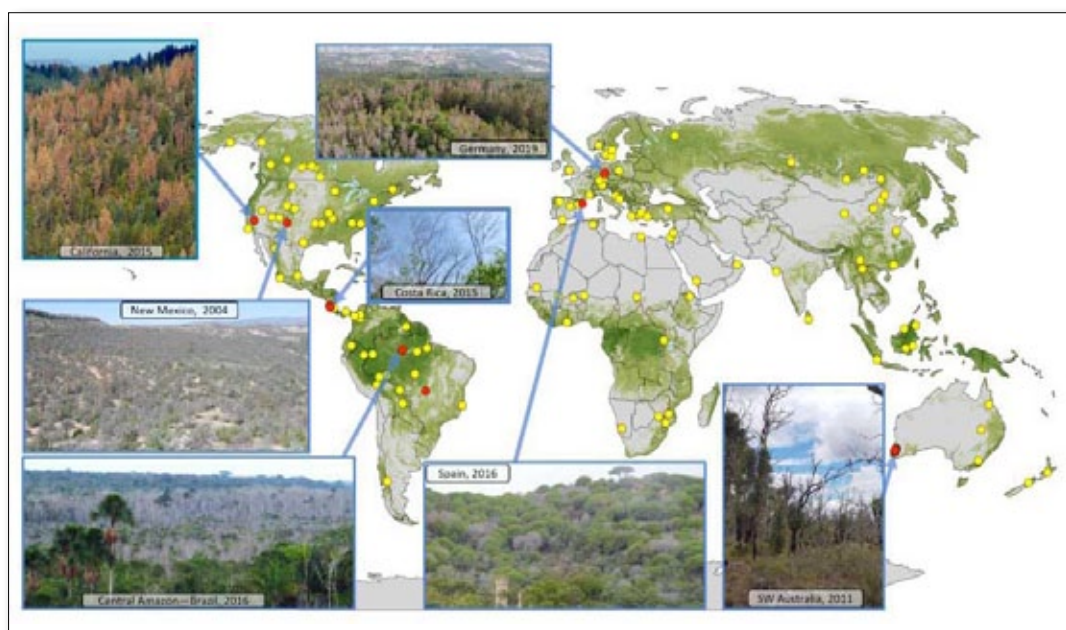 Germany, 2019
California, 2015
Costa Rica, 2015
New Mexico, 2004
Spain, 2016
Central Amazon—Brazil, 2016
SW Australia, 2011